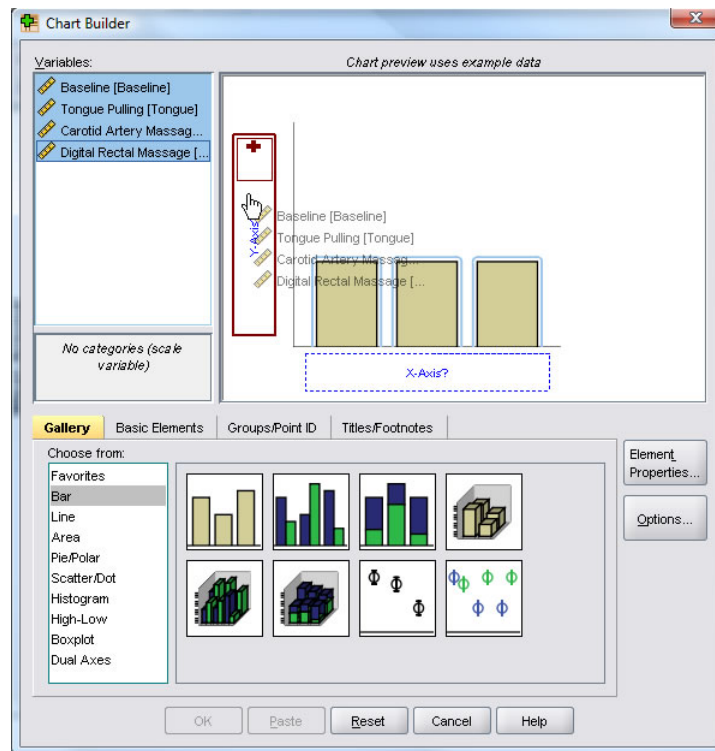 Chart Builder
Variables:
Chart preview uses example data
Baseline [Baseline]
Tongue Pulling [Tongue]
Carotid Artery Massag...
Digital Rectal Massage [...
Y-Axis
Baseline [Baseline]
Tongue Pulling [Tongue]
Carotid Artery Massag...
Digital Rectal Massage [...
No categories (scale
variable)
X-Axis?
Gallery Basic Elements Groups/Point ID Titles/Footnotes
Choose from:
Favorites
Bar
Line
Area
Pie/Polar
Scatter/Dot
Histogram
High-Low
Boxplot
Dual Axes
Element
Properties...
Options...
OK Paste Reset Cancel Help